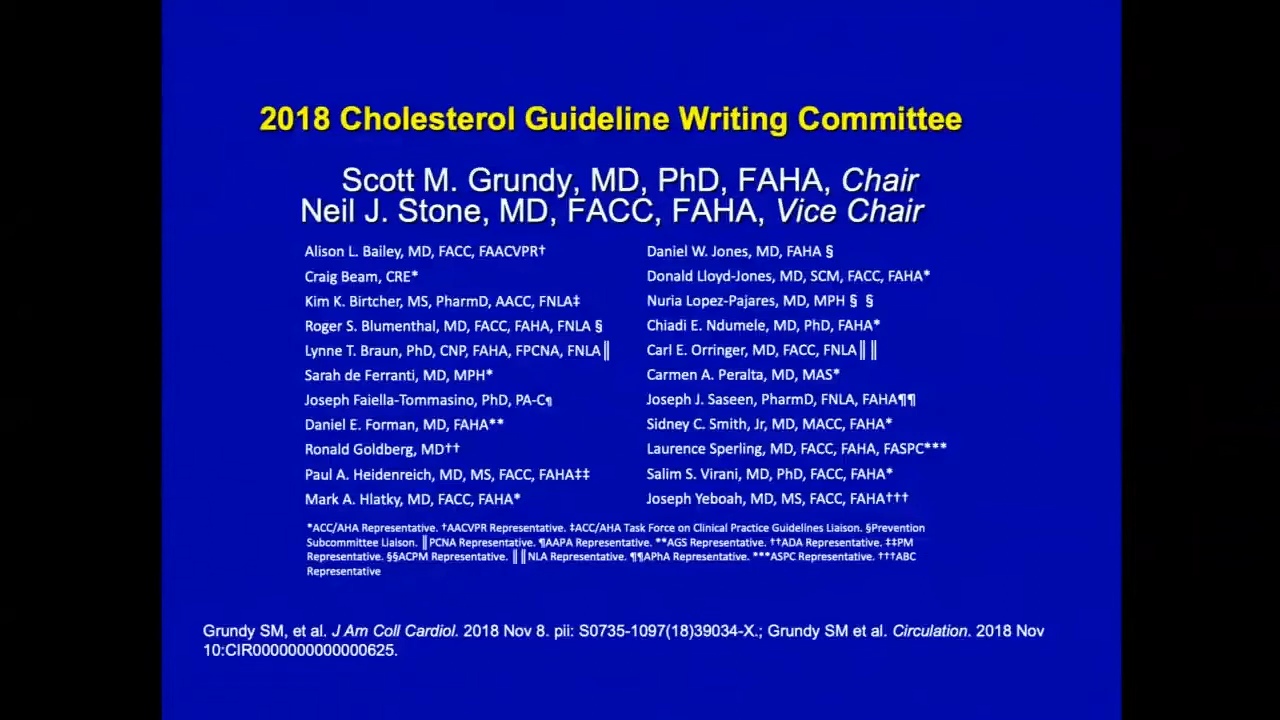 2018 Cholesterol Guideline Writing Committee
Scott M. Grundy, MD, PhD, FAHA, Chair
Neil J. Stone, MD, FACC, FAHA, Vice Chair
Alison L. Bailey, MD, FACC, FAACVPR†
Craig Beam, CRE*
Kim K. Birtcher, MS, PharmD, AACC, FNLA‡
Roger S. Blumenthal, MD, FACC, FAHA, FNLA §
Lynne T. Braun, PhD, CNP, FAHA, FPCNA, FNLA║
Sarah de Ferranti, MD, MPH*
Joseph Faiella-Tommasino, PhD, PA-C¶
Daniel E. Forman, MD, FAHA**
Ronald Goldberg, MD††
Paul A. Heidenreich, MD, MS, FACC, FAHA‡‡
Mark A. Hlatky, MD, FACC, FAHA*
Daniel W. Jones, MD, FAHA §
Donald Lloyd-Jones, MD, SCM, FACC, FAHA*
Nuria Lopez-Pajares, MD, MPH § §
Chiadi E. Ndumele, MD, PhD, FAHA*
Carl E. Orringer, MD, FACC, FNLA║║
Carmen A. Peralta, MD, MAS*
Joseph J. Saseen, PharmD, FNLA, FAHA¶¶
Sidney C. Smith, Jr, MD, MACC, FAHA*
Laurence Sperling, MD, FACC, FAHA, FASPC***
Salim S. Virani, MD, PhD, FACC, FAHA*
Joseph Yeboah, MD, MS, FACC, FAHA†††
*ACC/AHA Representative. †AACVPR Representative. ‡ACC/AHA Task Force on Clinical Practice Guidelines Liaison. §Prevention
Subcommittee Liaison. ║PCNA Representative. ¶AAPA Representative. **AGS Representative. ††ADA Representative. ‡‡PM
Representative. §§ACPM Representative. ║║NLA Representative. ¶¶APhA Representative. ***ASPC Representative. †††ABC
Representative
Grundy SM, et al. J Am Coll Cardiol. 2018 Nov 8. pii: S0735-1097(18)39034-X.; Grundy SM et al. Circulation. 2018 Nov
10:CIR0000000000000625.